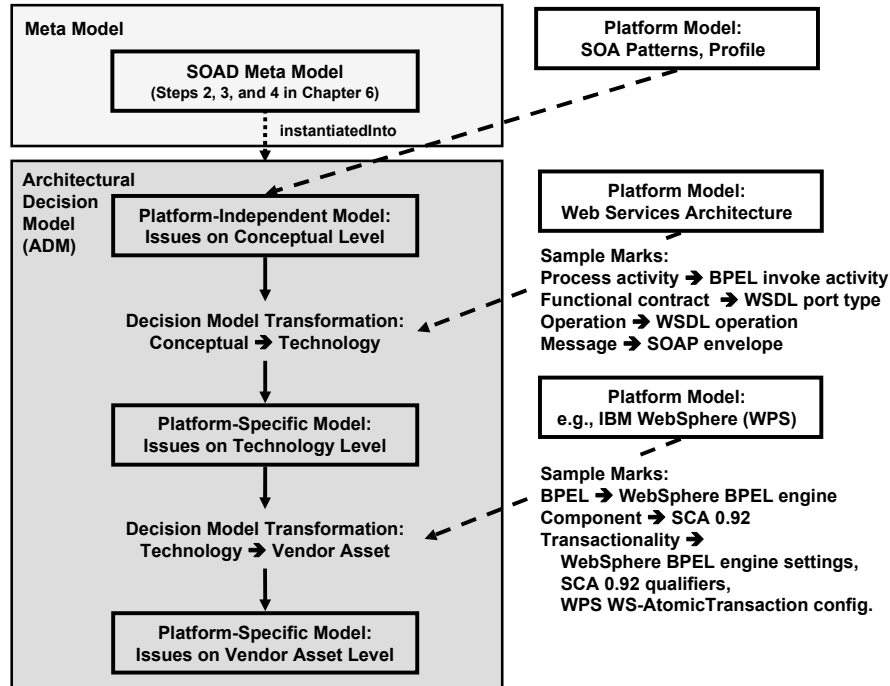 Meta Model
SOAD Meta Model
(Steps 2, 3, and 4 in Chapter 6)
instantiatedInto
Platform Model:
SOA Patterns, Profile
Architectural
Decision
Model
(ADM)
Platform-Independent Model:
Issues on Conceptual Level
Decision Model Transformation:
Conceptual ➔ Technology
Platform-Specific Model:
Issues on Technology Level
Decision Model Transformation:
Technology ➔ Vendor Asset
Platform-Specific Model:
Issues on Vendor Asset Level
Platform Model:
Web Services Architecture
Sample Marks:
Process activity ➔ BPEL invoke activity
Functional contract ➔ WSDL port type
Operation ➔ WSDL operation
Message ➔ SOAP envelope
Platform Model:
e.g., IBM WebSphere (WPS)
Sample Marks:
BPEL ➔ WebSphere BPEL engine
Component ➔ SCA 0.92
Transactionality ➔
WebSphere BPEL engine settings,
SCA 0.92 qualifiers,
WPS WS-AtomicTransaction config.